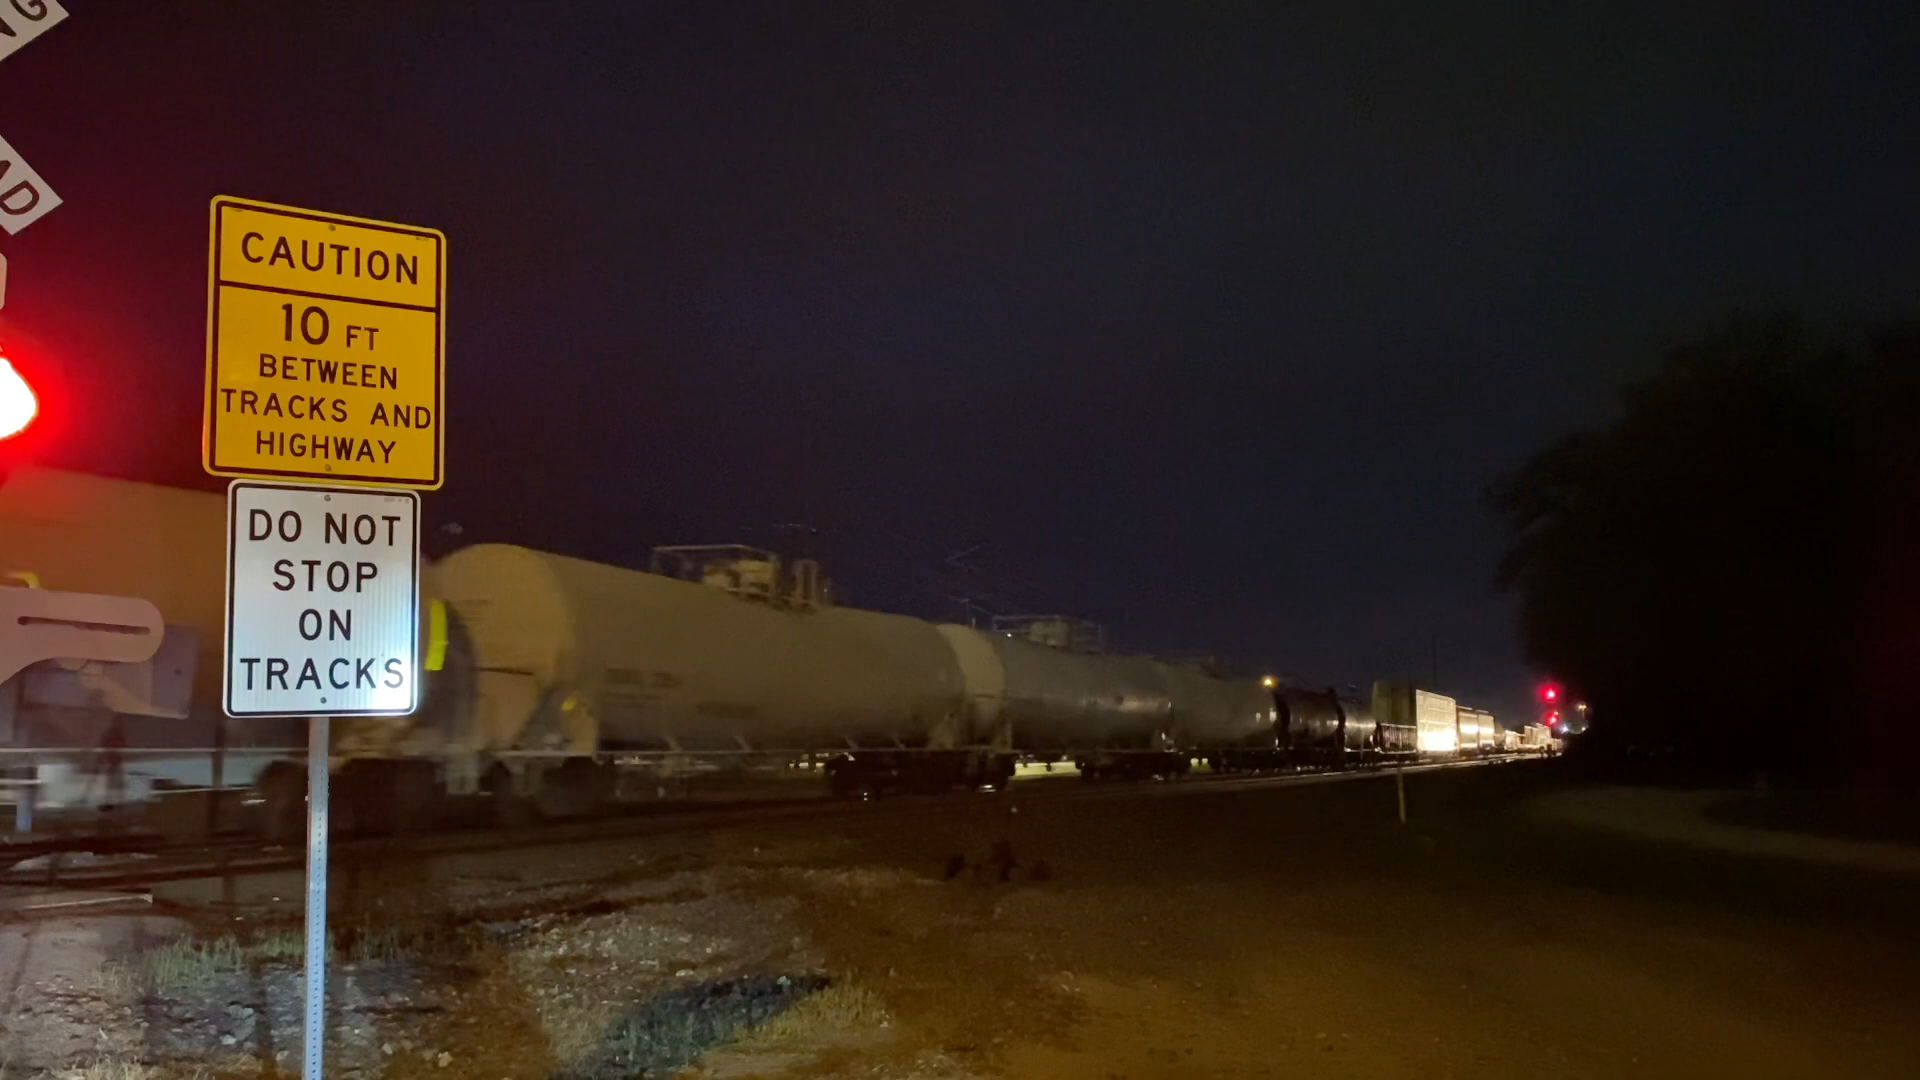 CAUTION
10 FT
BETWEEN
TRACKS AND
HIGHWAY
DO NOT
STOP
ON
TRACKS